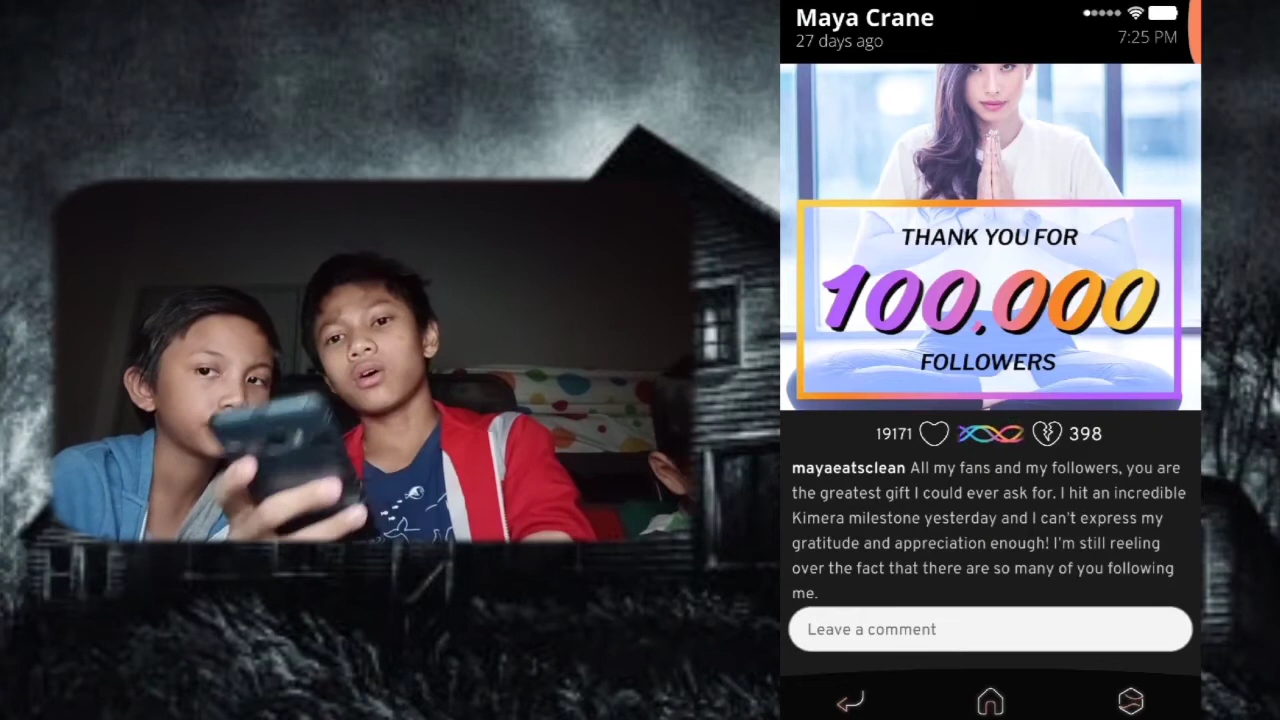 Maya Crane
27 days ago
7:25 PM
THANK YOU FOR
100.000
FOLLOWERS
19171
398
mayaeatsclean All my fans and my followers, you are
the greatest gift I could ever ask for. I hit an incredible
Kimera milestone yesterday and I can't express my
gratitude and appreciation enough! I'm still reeling
over the fact that there are so many of you following
me.
Leave a comment